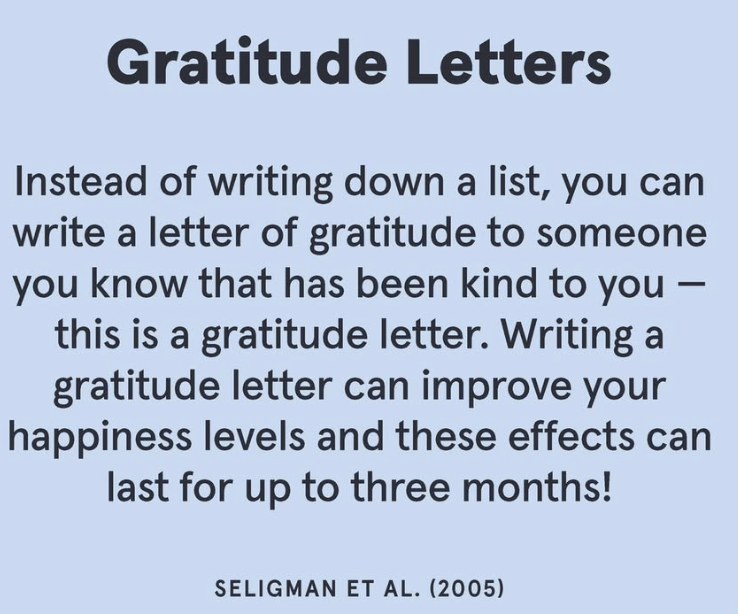 Gratitude Letters
Instead of writing down a list, you can
write a letter of gratitude to someone
you know that has been kind to you —
this is a gratitude letter. Writing a
gratitude letter can improve your
happiness levels and these effects can
last for up to three months!
SELIGMAN ET AL. (2005)